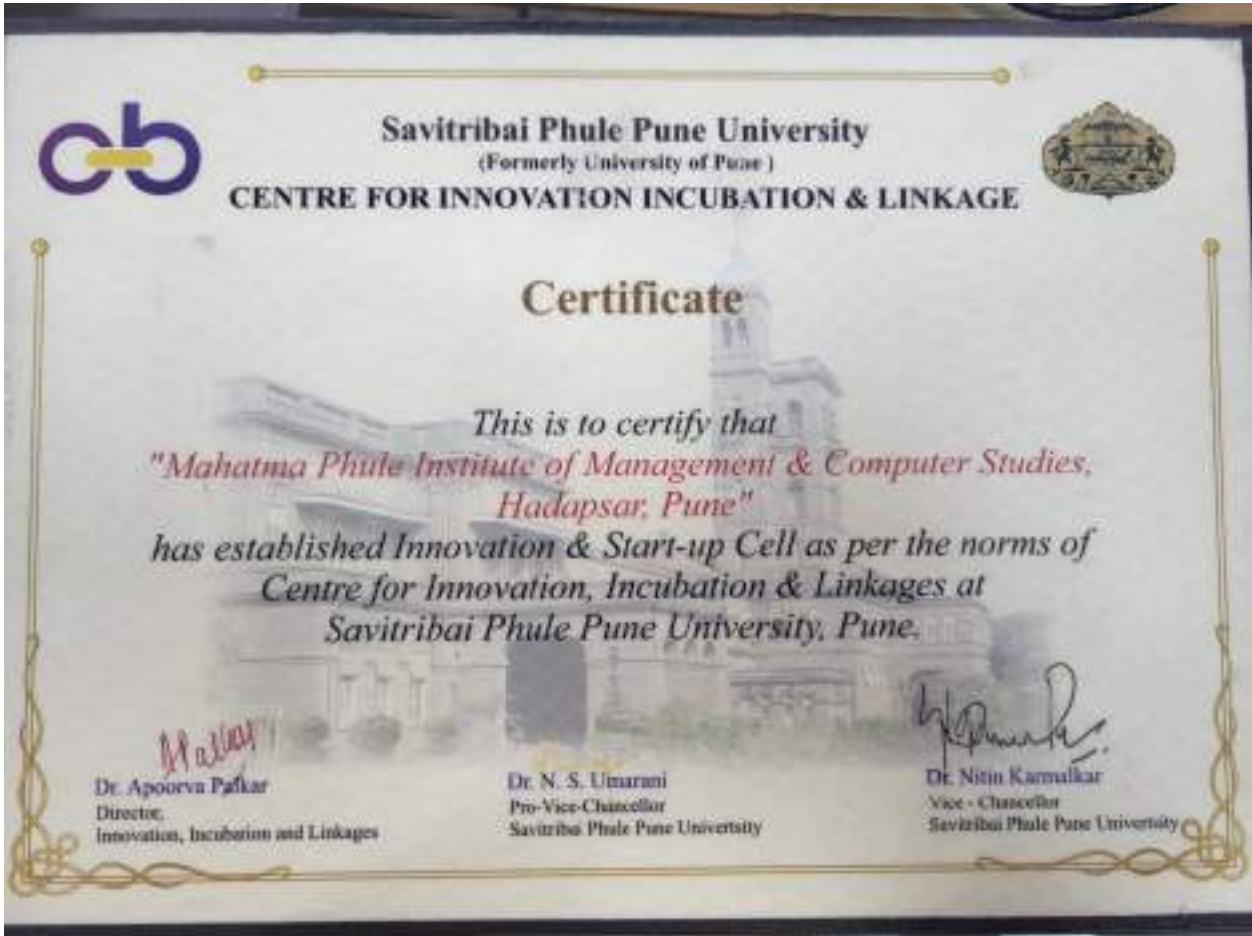 Savitribai Phule Pune University
(Formerly University of Pune )
CENTRE FOR INNOVATION INCUBATION & LINKAGE
Certificate
This is to certify that
"Mahatma Phule Institute of Management & Computer Studies,
Hadapsar, Pune"
has established Innovation & Start-up Cell as per the norms of
Centre for Innovation, Incubation & Linkages at
Savitribai Phule Pune University, Pune.
Dr. Apoorva Palkar
Director,
Innovation, Incubation and Linkages
Dr. N. S. Umarani
Pro-Vice-Chancellor
Savitribai Phule Pune Univertsity
Dr. Nitin Karmalkar
Vice - Chancellor
Savitribai Phule Pune Univertsity